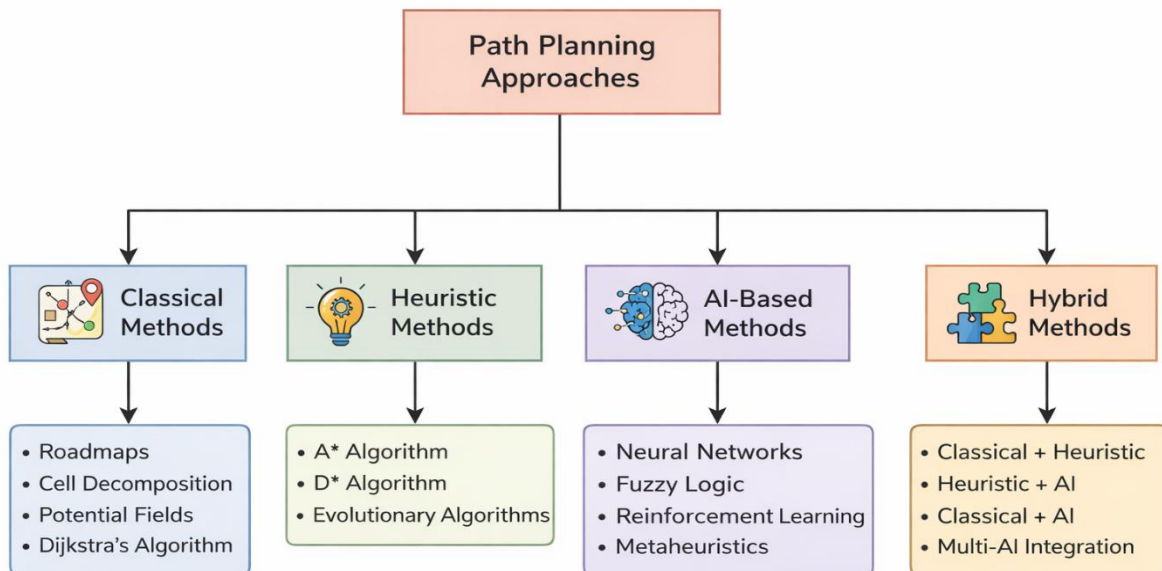 Path Planning
Approaches
Classical
Methods
Heuristic
Methods
AI-Based
Methods
Hybrid
Methods
• Roadmaps
• Cell Decomposition
• Potential Fields
• Dijkstra's Algorithm
• A* Algorithm
• D* Algorithm
• Evolutionary Algorithms
• Neural Networks
• Fuzzy Logic
• Reinforcement Learning
• Metaheuristics
• Classical + Heuristic
• Heuristic + AI
• Classical + AI
• Multi-AI Integration